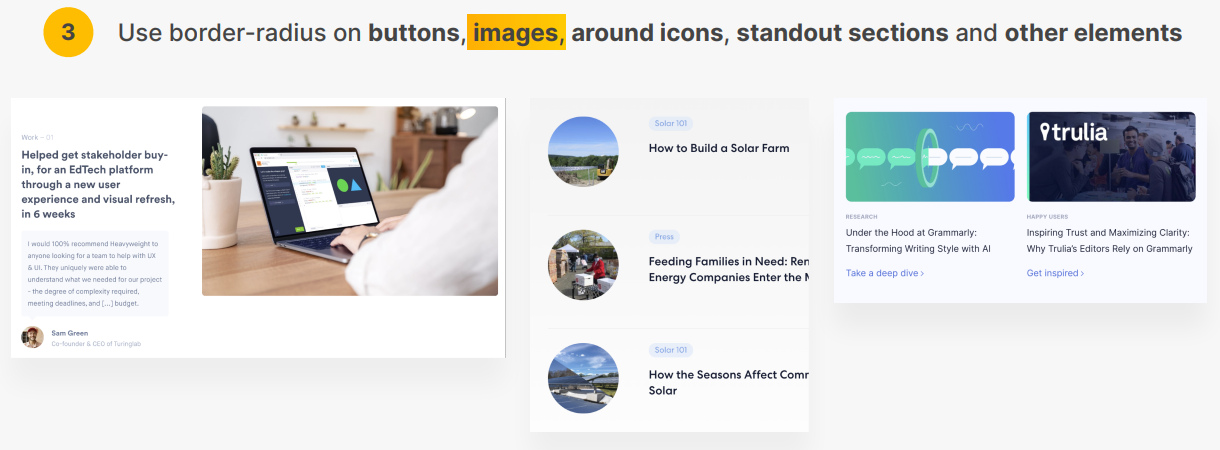 3
Use border-radius on buttons, images, around icons, standout sections and other elements
Work – 01
Helped get stakeholder buy-
in, for an EdTech platform
through a new user
experience and visual refresh,
in 6 weeks
I would 100% recommend Heavyweight to
anyone looking for a team to help with UX
& UI. They uniquely were able to
understand what we needed for our project
- the degree of complexity required,
meeting deadlines, and [...] budget.
Sam Green
Co-founder & CEO of Turinglab
Solar 101
How to Build a Solar Farm
Press
Feeding Families in Need: Ren
Energy Companies Enter the M
Solar 101
How the Seasons Affect Comm
Solar
trulia
RESEARCH
Under the Hood at Grammarly:
Transforming Writing Style with AI
Take a deep dive ›
HAPPY USERS
Inspiring Trust and Maximizing Clarity:
Why Trulia's Editors Rely on Grammarly
Get inspired ›